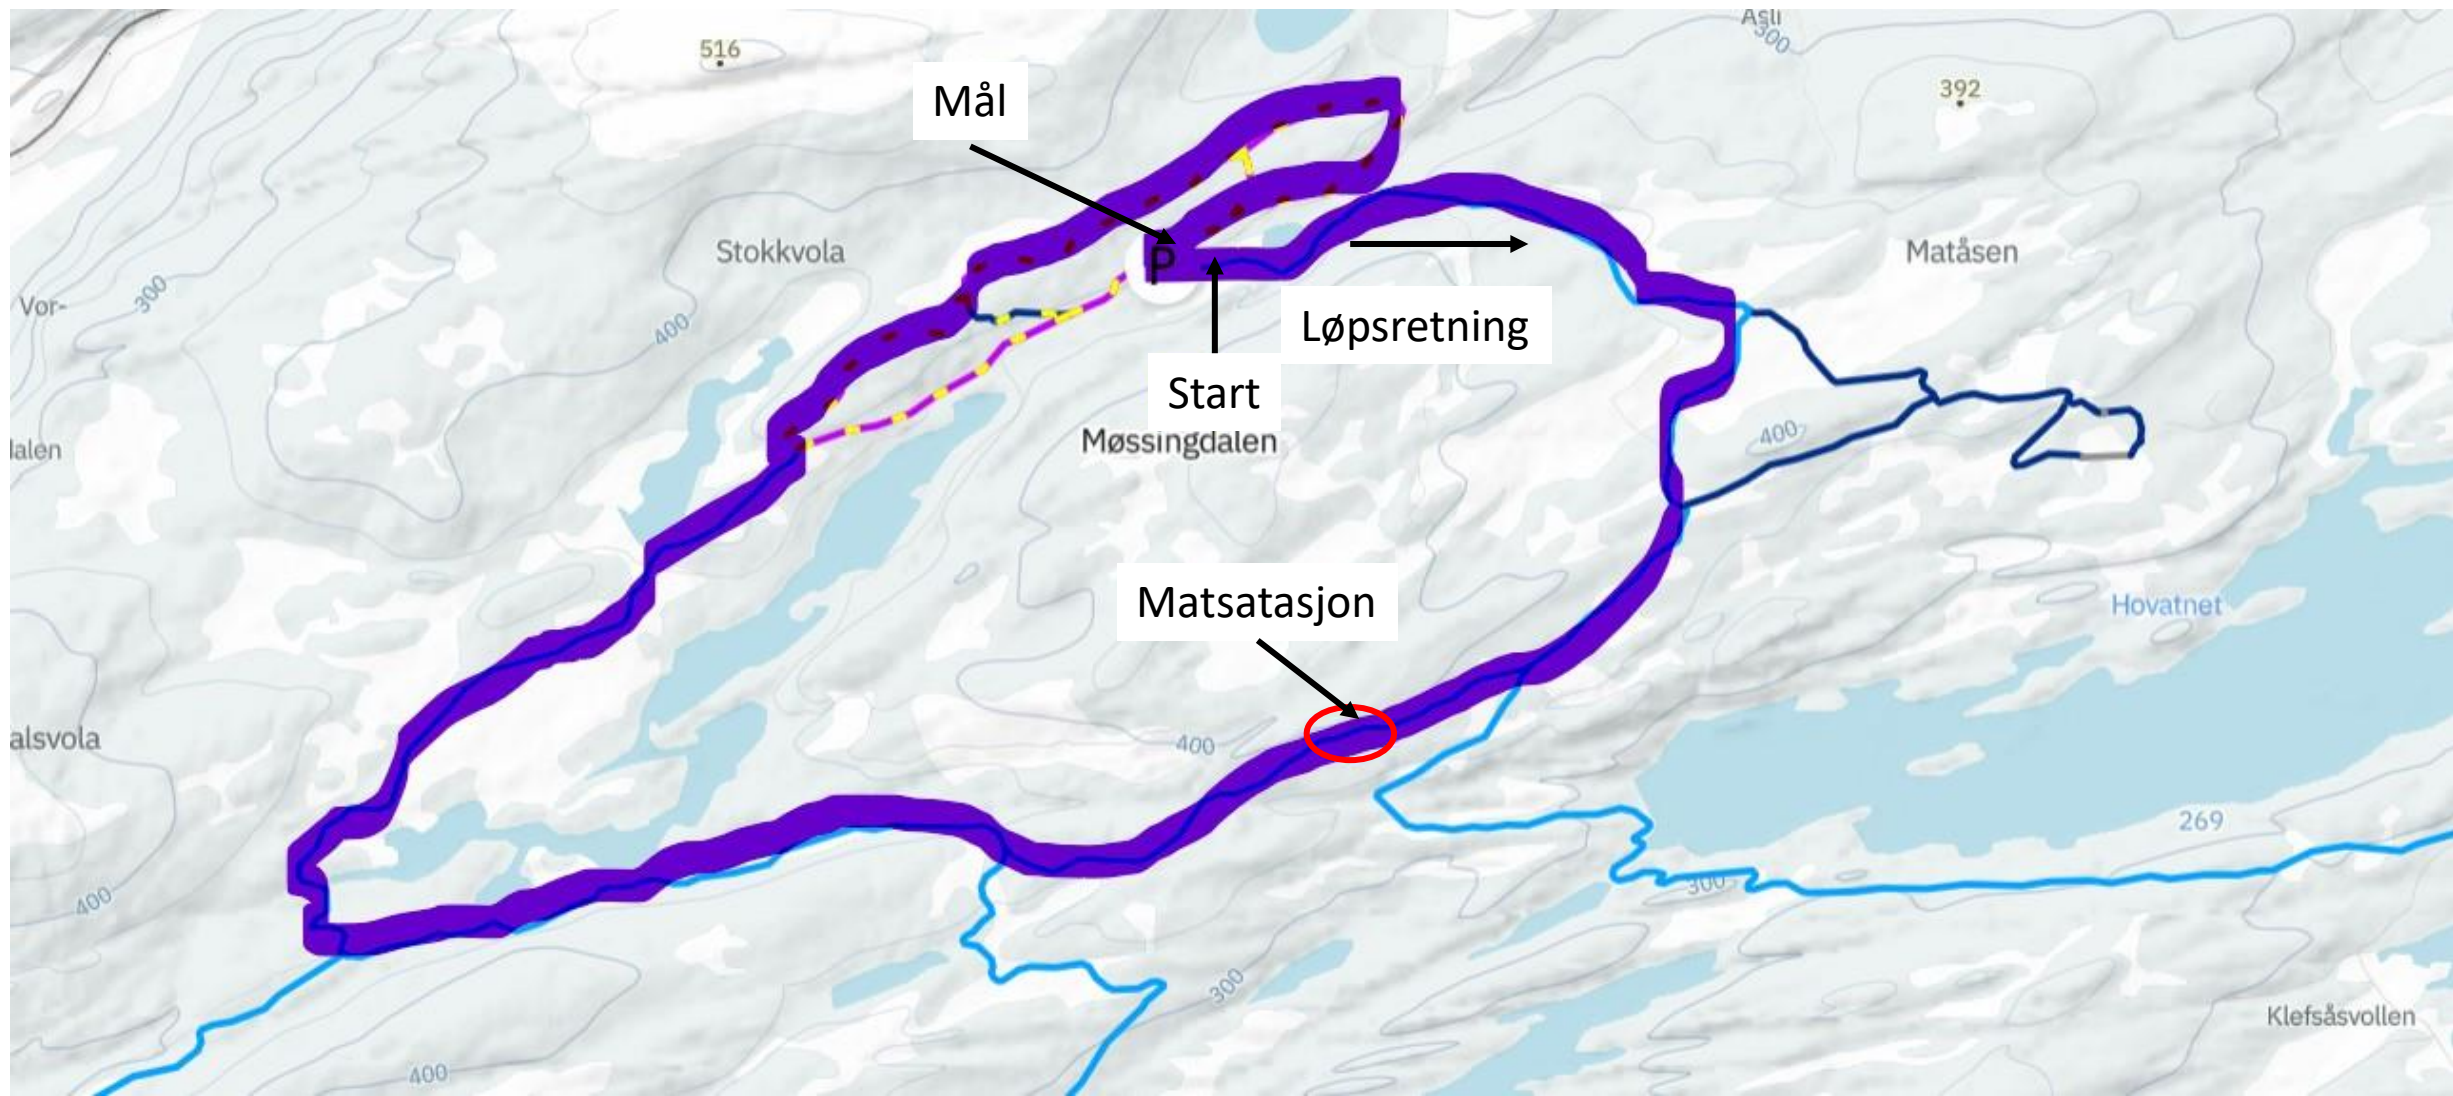 Åsli
300
516
392
Mål
Stokkvola
Matåsen
P
Vor-
300
400
Løpsretning
Start
400
Møssingdalen
dalen
Matsatasjon
Hovatnet
alsvola
400
269
300
400
300
Klefsåsvollen
400